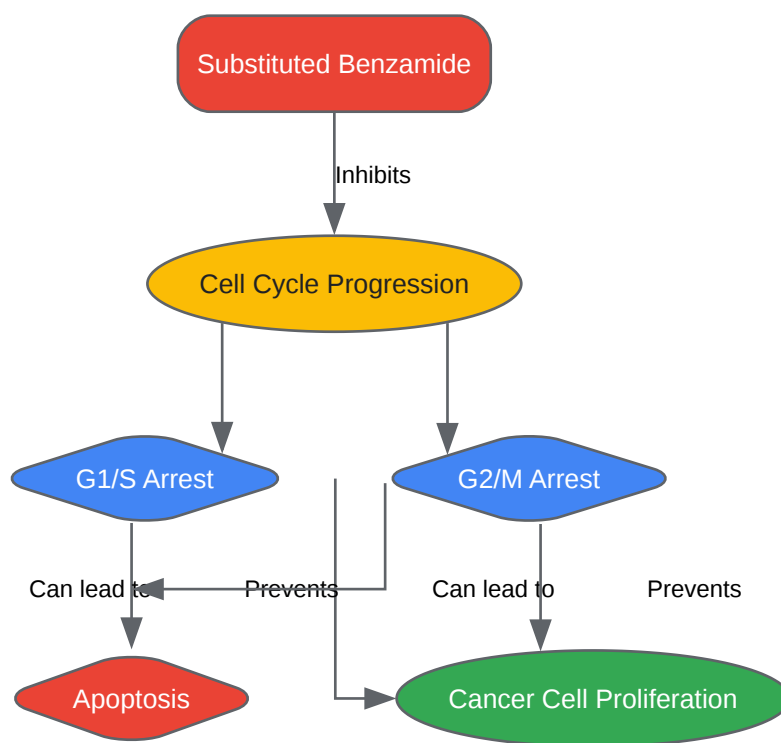 Substituted Benzamide
Inhibits
Cell Cycle Progression
G1/S Arrest
G2/M Arrest
Can lead to
Prevents
Can lead to
Prevents
Apoptosis
Cancer Cell Proliferation